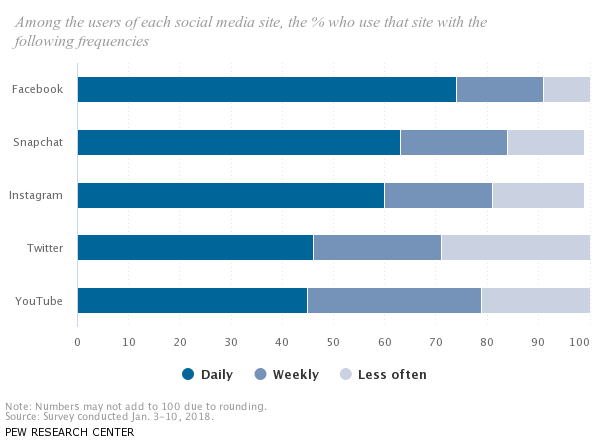 Among the users of each social media site, the % who use that site with the
following frequencies
Facebook
Snapchat
Instagram
Twitter
YouTube
0 10 20 30 40 50 60 70 80 90 100
Daily Weekly Less often
Note: Numbers may not add to 100 due to rounding.
Source: Survey conducted Jan. 3-10, 2018.
PEW RESEARCH CENTER